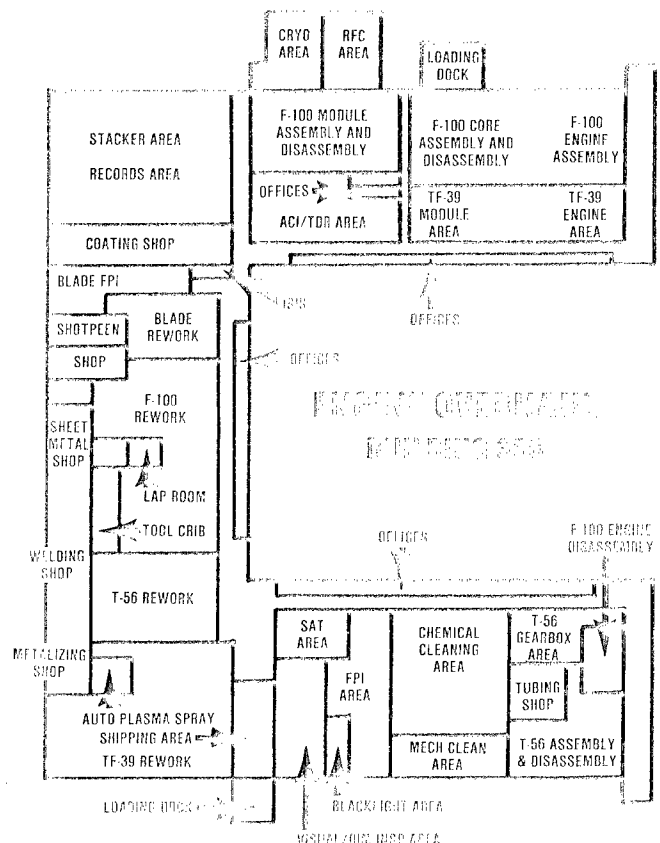 CRYO
AREA
RFC
AREA
LOADING
DOCK
STACKER AREA
RECORDS AREA
F-100 MODULE
ASSEMBLY AND
DISASSEMBLY
F-100 CORE
ASSEMBLY AND
DISASSEMBLY
F-100
ENGINE
ASSEMBLY
OFFICES
ACI/TDR AREA
TF-39
MODULE
AREA
TF-39
ENGINE
AREA
COATING SHOP
BLADE FPI
OFFICES
SHOTPEEN
BLADE
REWORK
SHOP
OFFICES
F-100
REWORK
ENGINE OVERHAUL
BUILDING
SHEET
METAL
SHOP
LAP ROOM
TOOL CRIB
OFFICES
F-100 ENGINE
DISASSEMBLY
WELDING
SHOP
T-56 REWORK
SAT
AREA
CHEMICAL
CLEANING
AREA
T-56
GEARBOX
AREA
METALIZING
SHOP
FPI
AREA
TUBING
SHOP
AUTO PLASMA SPRAY
SHIPPING AREA
TF-39 REWORK
MECH CLEAN
AREA
T-56 ASSEMBLY
& DISASSEMBLY
LOADING DOCK
BLACKLIGHT AREA
VISUAL/DIM INSP AREA